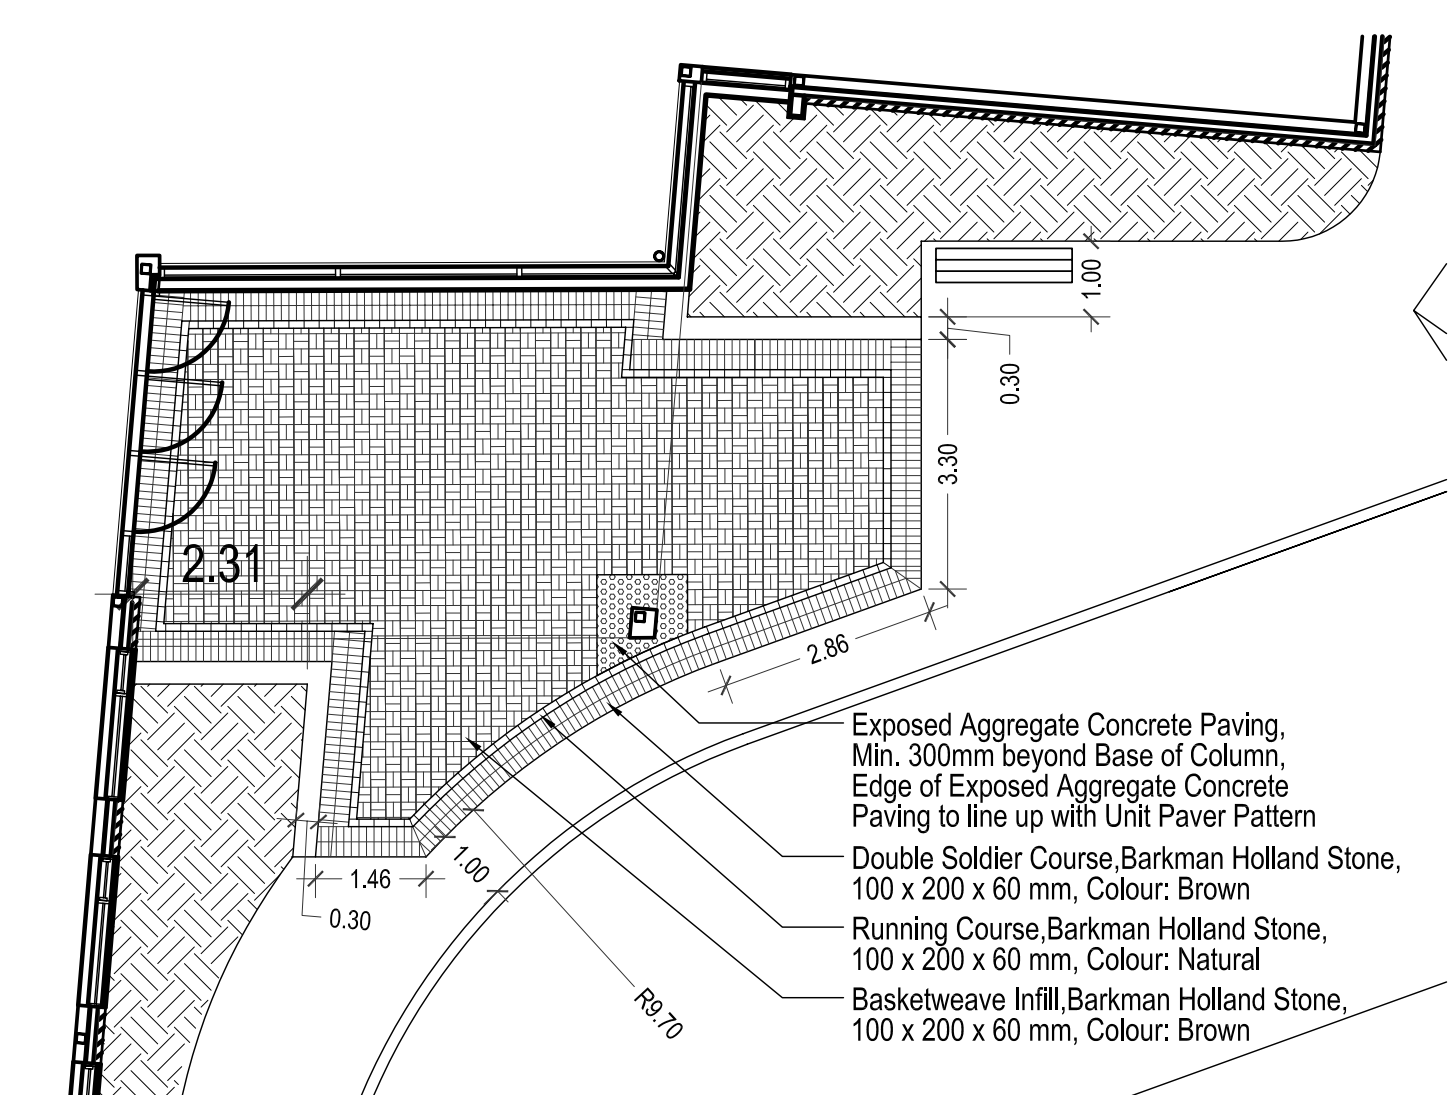 1.00
0.30
3.30
2.31
2.86
Exposed Aggregate Concrete Paving,
Min. 300mm beyond Base of Column,
Edge of Exposed Aggregate Concrete
Paving to line up with Unit Paver Pattern
Double Soldier Course,Barkman Holland Stone,
100 x 200 x 60 mm, Colour: Brown
1.00
1.46
0.30
Running Course,Barkman Holland Stone,
100 x 200 x 60 mm, Colour: Natural
R9.70
Basketweave Infill,Barkman Holland Stone,
100 x 200 x 60 mm, Colour: Brown